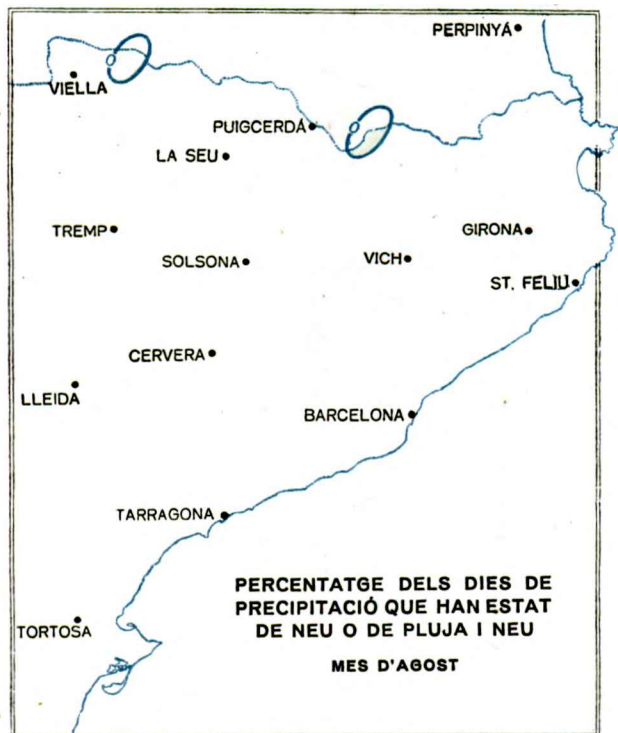 PERPINYÁ
O
VIELLA
PUIGCERDÁ
O
LA SEU
TREMP
GIRONA
SOLSONA
VICH
ST. FELIU
CERVERA
LLEIDA
BARCELONA
TARRAGONA
PERCENTATGE DELS DIES DE
PRECIPITACIÓ QUE HAN ESTAT
DE NEU O DE PLUJA I NEU
TORTOSA
MES D'AGOST